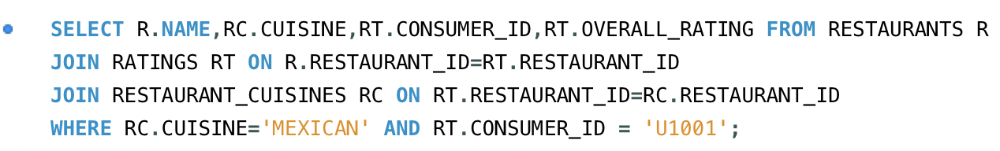 SELECT R.NAME,RC.CUISINE,RT.CONSUMER_ID,RT.OVERALL_RATING FROM RESTAURANTS R
JOIN RATINGS RT ON R.RESTAURANT_ID=RT.RESTAURANT_ID
JOIN RESTAURANT_CUISINES RC ON RT.RESTAURANT_ID=RC.RESTAURANT_ID
WHERE RC.CUISINE='MEXICAN' AND RT.CONSUMER_ID = 'U1001';